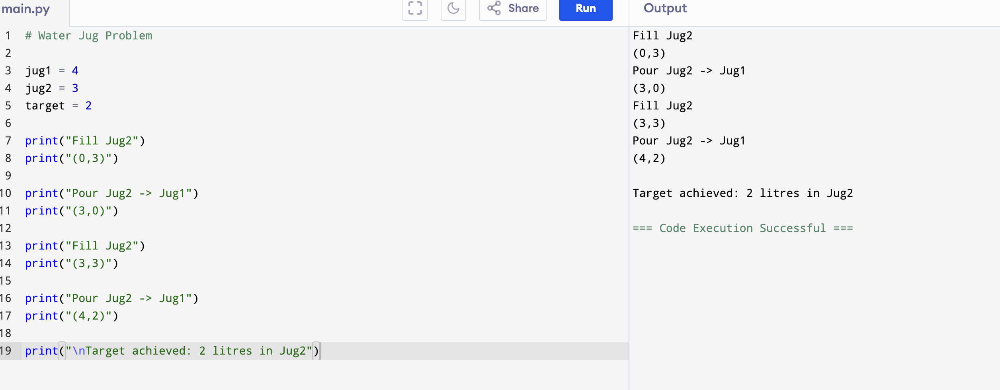 main.py
Share
Run
Output
1 # Water Jug Problem
2
3 jug1 = 4
4 jug2 = 3
5 target = 2
6
7 print("Fill Jug2")
8 print("(0,3)")
9
10 print("Pour Jug2 -> Jug1")
11 print("(3,0)")
12
13 print("Fill Jug2")
14 print("(3,3)")
15
16 print("Pour Jug2 -> Jug1")
17 print("(4,2)")
18
19 print("\nTarget achieved: 2 litres in Jug2")
Fill Jug2
(0,3)
Pour Jug2 -> Jug1
(3,0)
Fill Jug2
(3,3)
Pour Jug2 -> Jug1
(4,2)
Target achieved: 2 litres in Jug2
=== Code Execution Successful ===